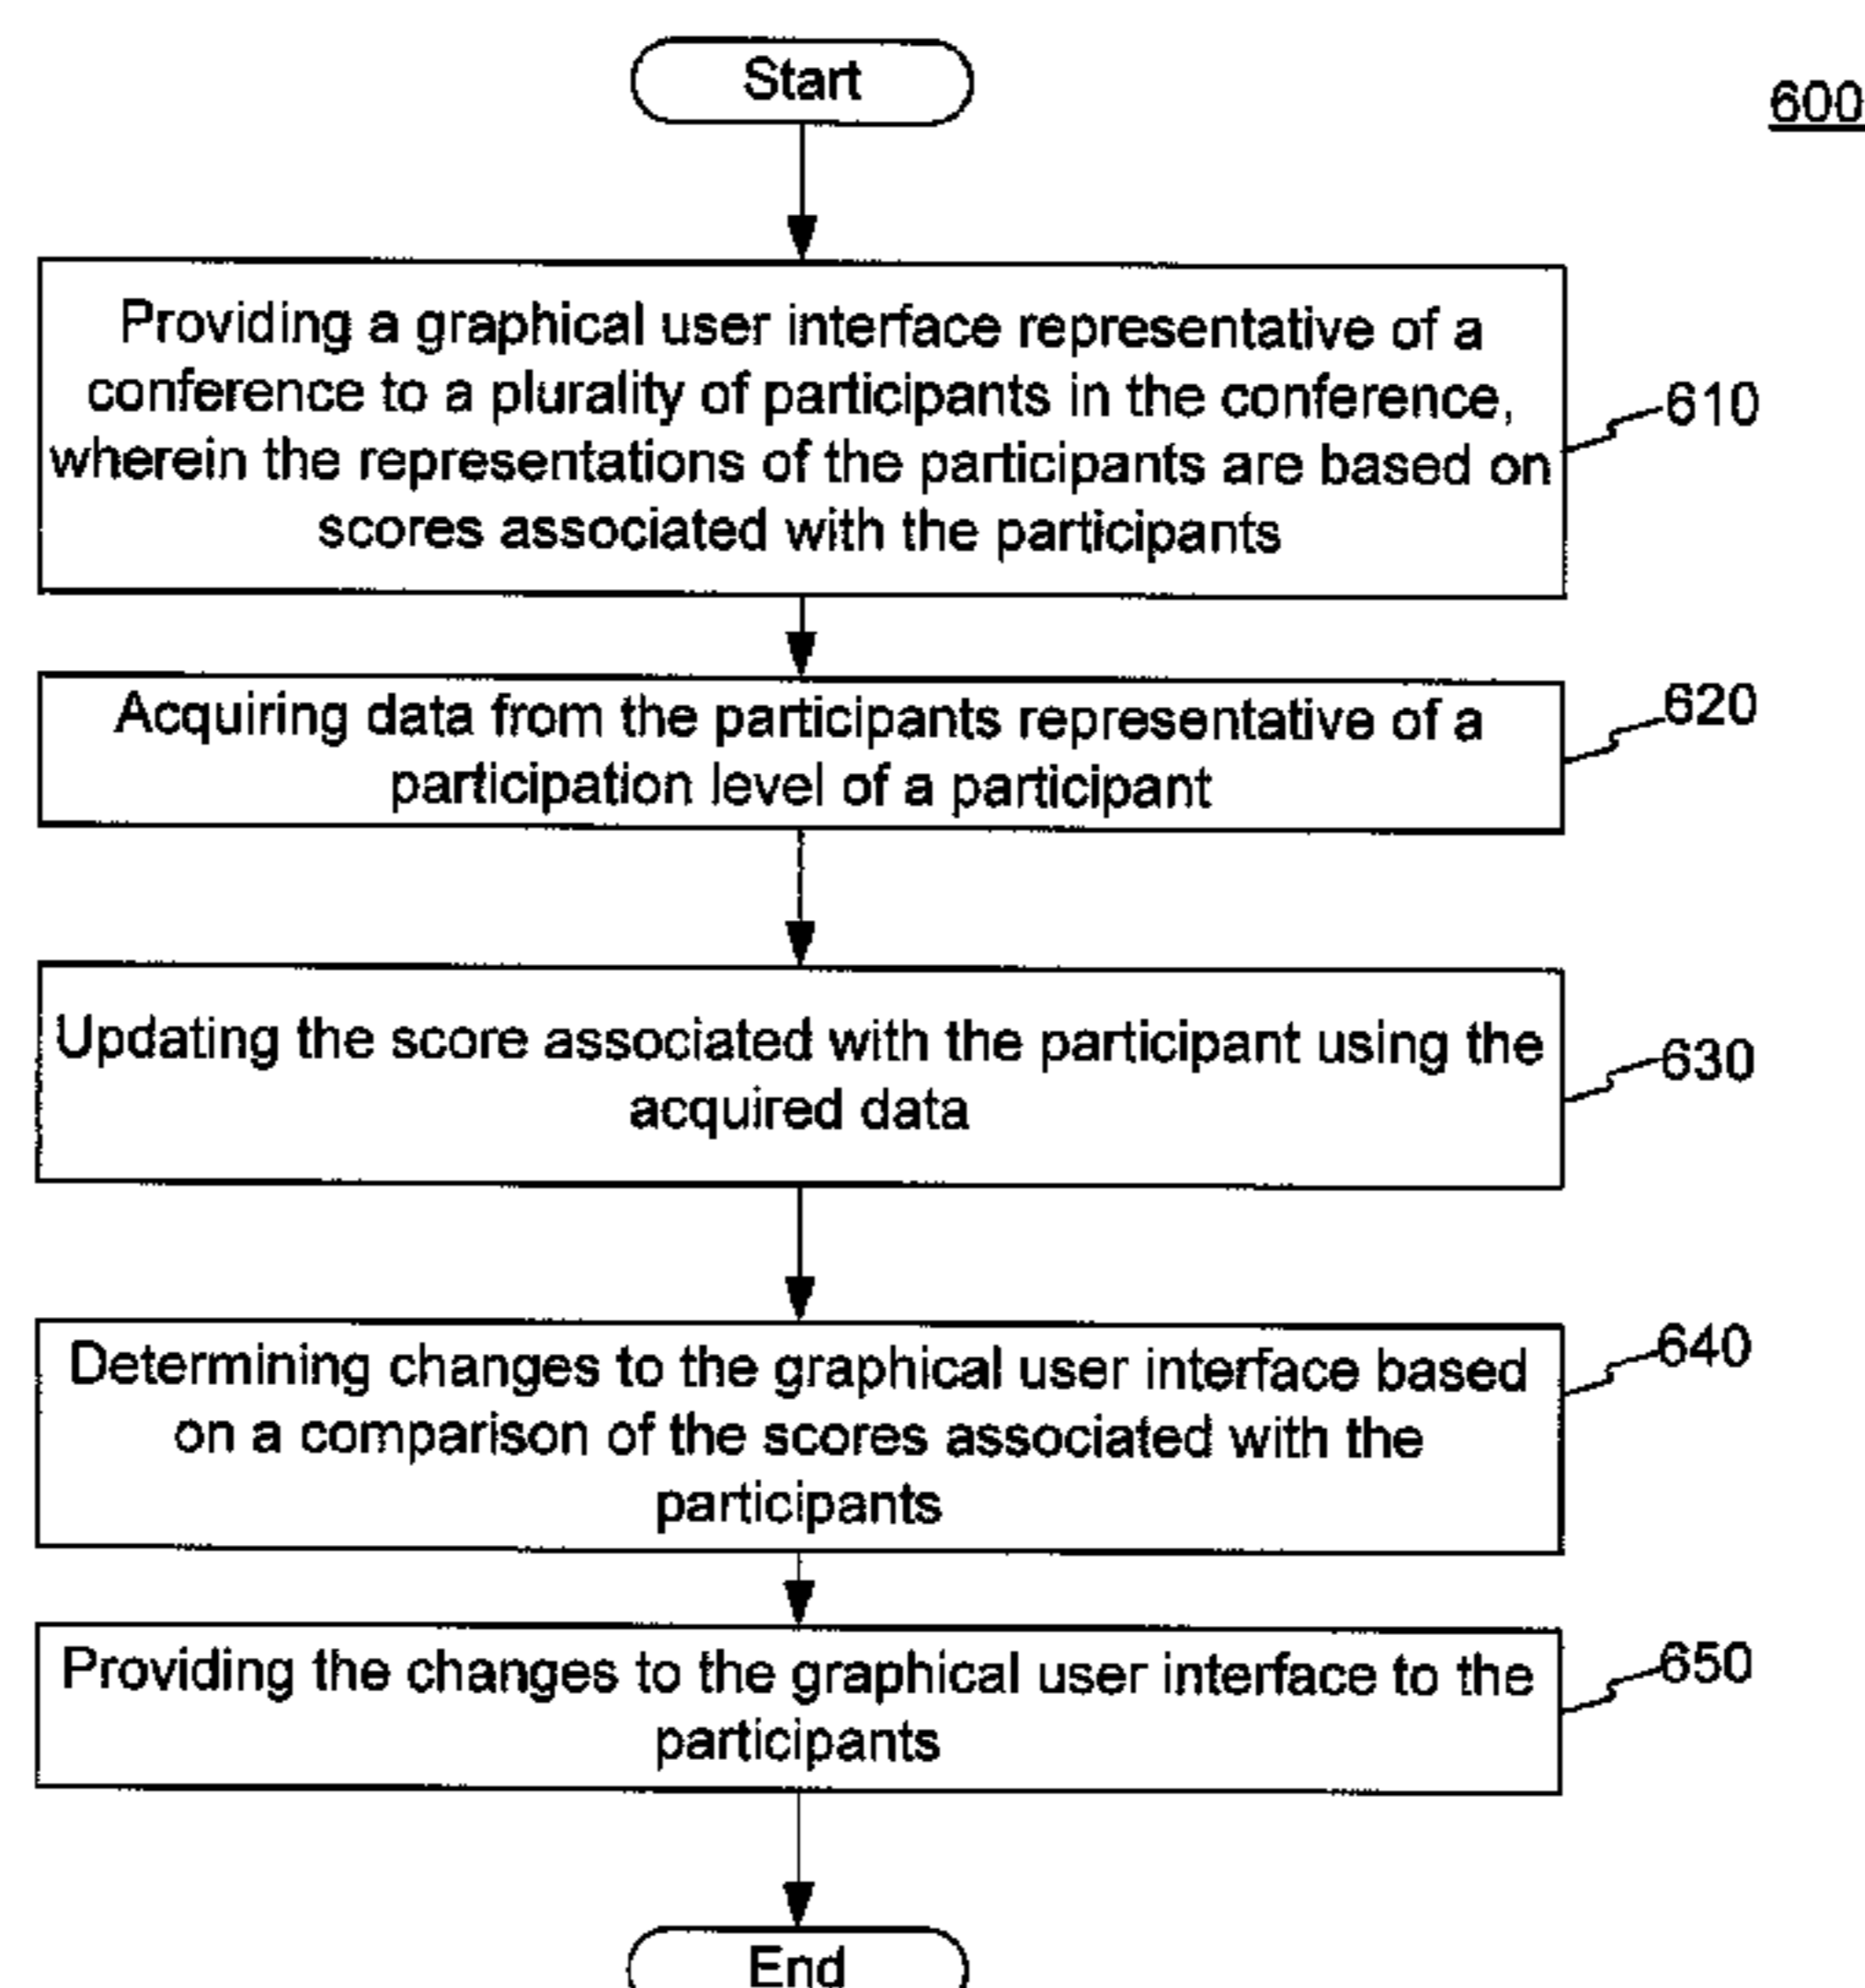 Start
600
Providing a graphical user interface representative of a
conference to a plurality of participants in the conference,
wherein the representations of the participants are based on
scores associated with the participants
610
Acquiring data from the participants representative of a
participation level of a participant
620
Updating the score associated with the participant using the
acquired data
630
Determining changes to the graphical user interface based
on a comparison of the scores associated with the
participants
640
Providing the changes to the graphical user interface to the
participants
650
End